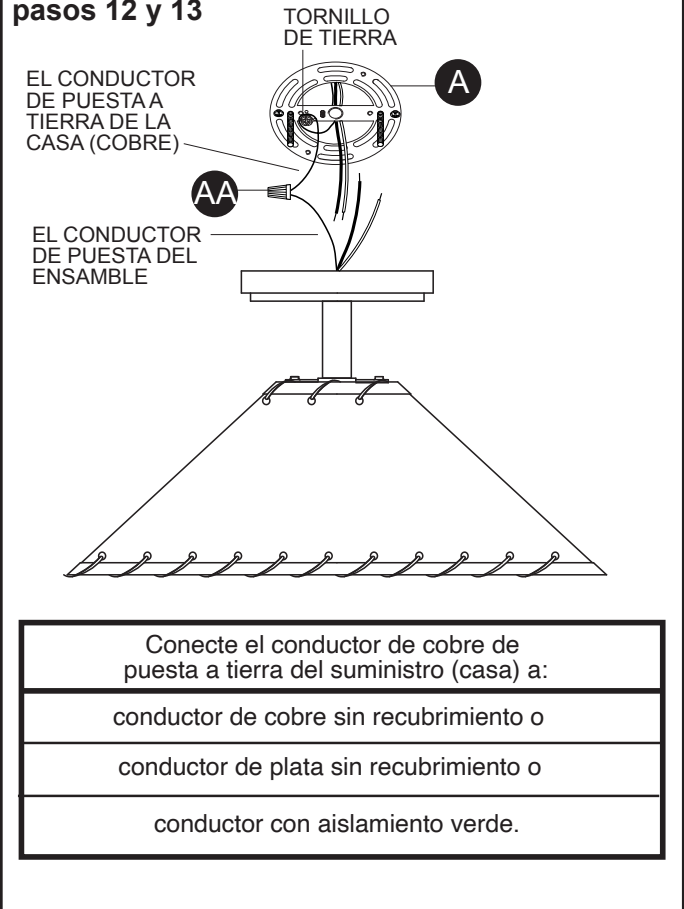 pasos 12 y 13
TORNILLO
DE TIERRA
A
EL CONDUCTOR
DE PUESTA A
TIERRA DE LA
CASA (COBRE)
AA
EL CONDUCTOR
DE PUESTA DEL
ENSAMBLE
Conecte el conductor de cobre de
puesta a tierra del suministro (casa) a:
conductor de cobre sin recubrimiento o
conductor de plata sin recubrimiento o
conductor con aislamiento verde.